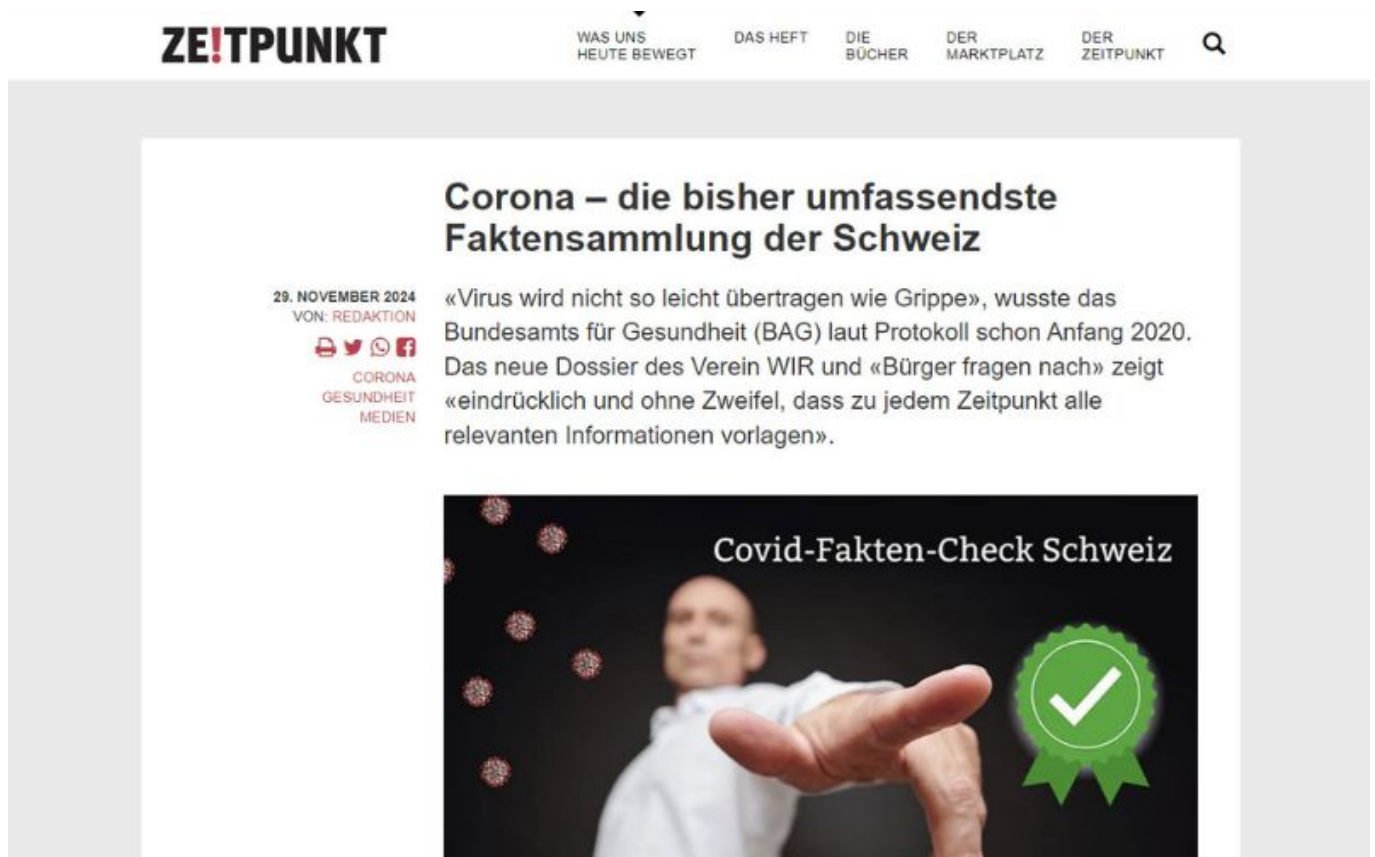 ZE!TPUNKT
WAS UNS
HEUTE BEWEGT
DAS HEFT
DIE
BÜCHER
DER
MARKTPLATZ
DER
ZEITPUNKT
Corona – die bisher umfassendste
Faktensammlung der Schweiz
29. NOVEMBER 2024
VON: REDAKTION
CORONA
GESUNDHEIT
MEDIEN
«Virus wird nicht so leicht übertragen wie Grippe», wusste das
Bundesamts für Gesundheit (BAG) laut Protokoll schon Anfang 2020.
Das neue Dossier des Verein WIR und «Bürger fragen nach» zeigt
«eindrücklich und ohne Zweifel, dass zu jedem Zeitpunkt alle
relevanten Informationen vorlagen».
Covid-Fakten-Check Schweiz